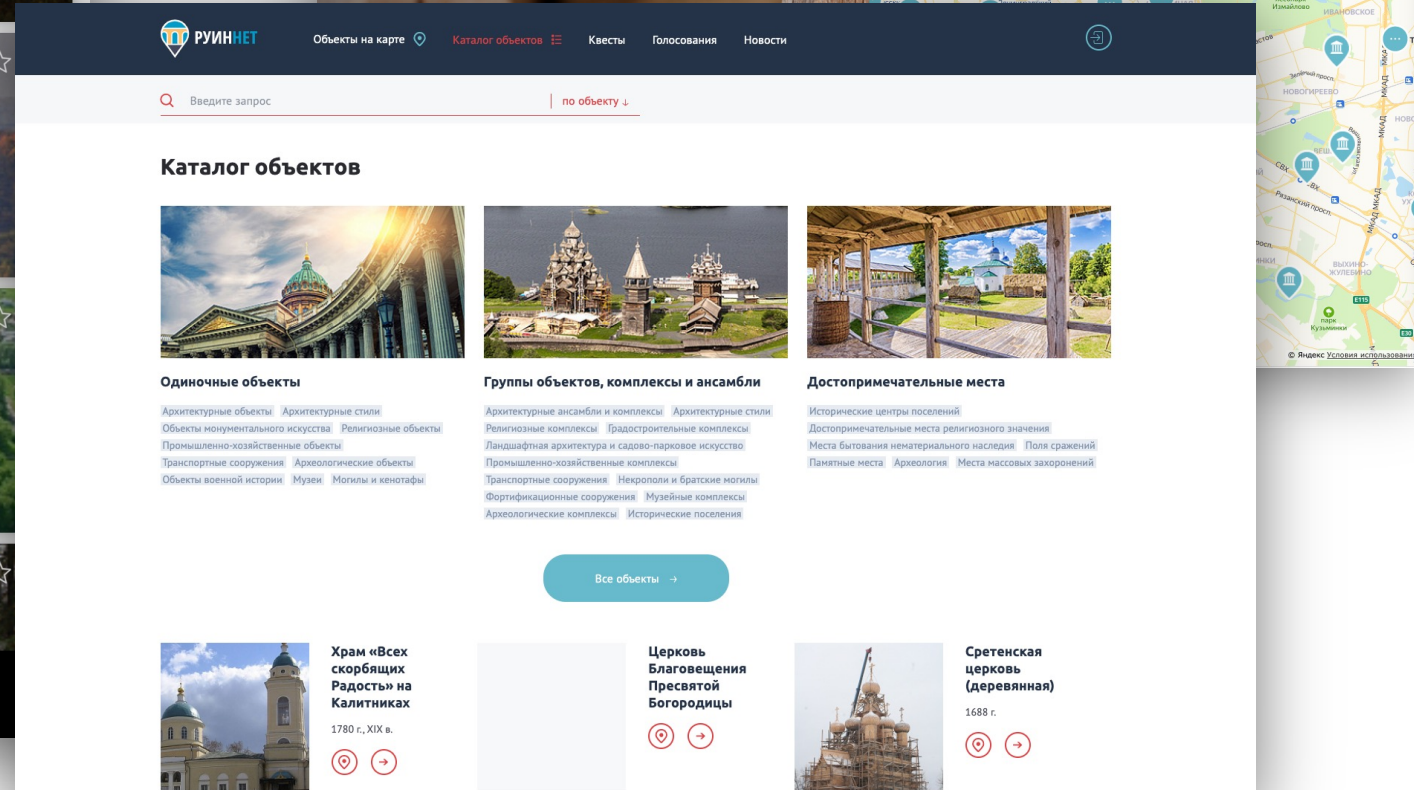 РУИННЕТ
Объекты на карте
Каталог объектов
Квесты
Голосования
Новости
Введите запрос
по объекту ↓
Каталог объектов
Одиночные объекты
Архитектурные объекты Архитектурные стили
Объекты монументального искусства Религиозные объекты
Промышленно-хозяйственные объекты
Транспортные сооружения Археологические объекты
Объекты военной истории Музеи Могилы и кенотафы
Группы объектов, комплексы и ансамбли
Архитектурные ансамбли и комплексы Архитектурные стили
Религиозные комплексы Градостроительные комплексы
Ландшафтная архитектура и садово-парковое искусство
Промышленно-хозяйственные комплексы
Транспортные сооружения Некрополи и братские могилы
Фортификационные сооружения Музейные комплексы
Археологические комплексы Исторические поселения
Достопримечательные места
Исторические центры поселений
Достопримечательные места религиозного значения
Места бытования нематериального наследия Поля сражений
Памятные места Археология Места массовых захоронений
Все объекты →
Храм «Всех
скорбящих
Радость» на
Калитниках
1780 г., XIX в.
Церковь
Благовещения
Пресвятой
Богородицы
Сретенская
церковь
(деревянная)
1688 г.
Измайлово
ИВАНОВСКОЕ
МКАД
НОВОГИРЕЕВО
МКАД
Рязанский просп.
МКАД
МКАД
ВЫХИНО-
ЖУЛЕБИНО
E115
парк
Кузьминки
E30
© Яндекс Условия использования